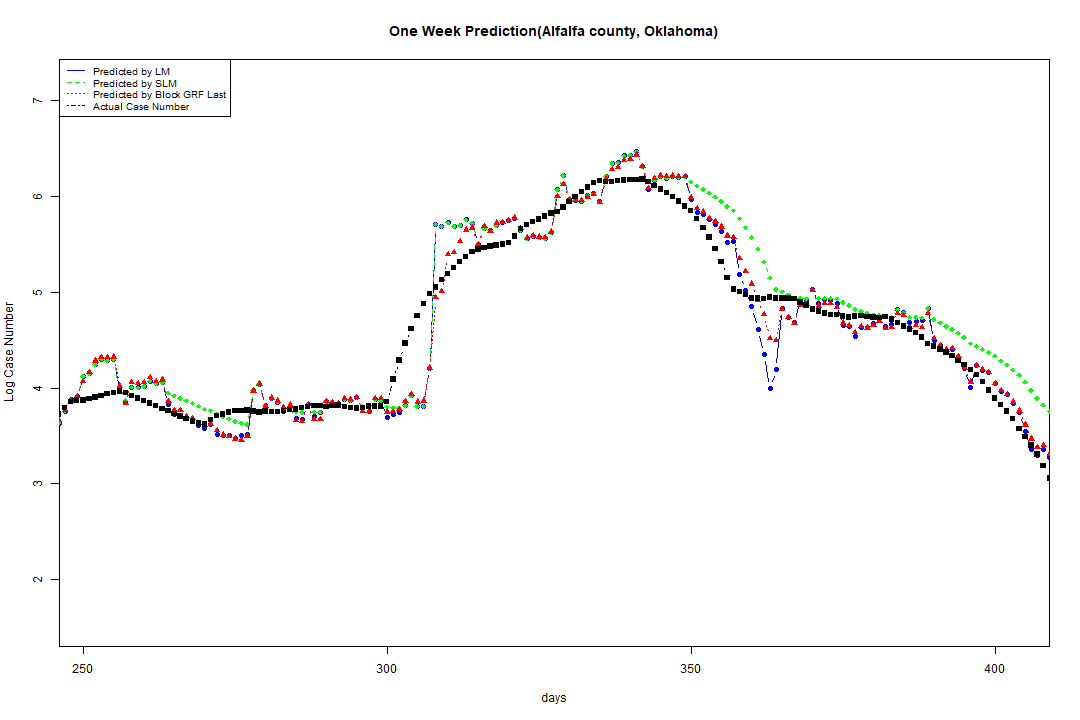 One Week Prediction(Alfalfa county, Oklahoma)
Predicted by LM
Predicted by SLM
Predicted by Block GRF Last
Actual Case Number
7
6
5
4
3
2
Log Case Number
250
300
350
400
days